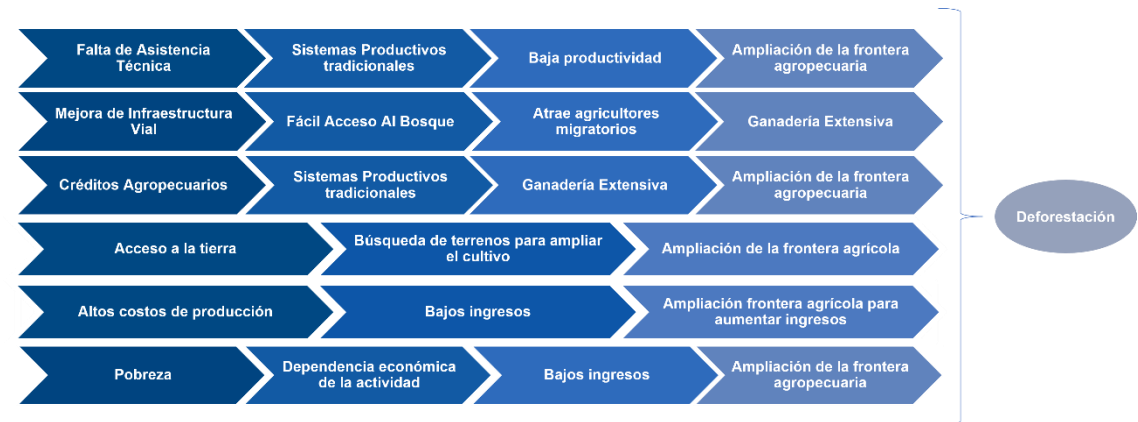 Falta de Asistencia
Técnica
Sistemas Productivos
tradicionales
Baja productividad
Ampliación de la frontera
agropecuaria
Mejora de Infraestructura
Vial
Fácil Acceso Al Bosque
Atrae agricultores
migratorios
Ganadería Extensiva
Créditos Agropecuarios
Sistemas Productivos
tradicionales
Ganadería Extensiva
Ampliación de la frontera
agropecuaria
Acceso a la tierra
Búsqueda de terrenos para ampliar
el cultivo
Ampliación de la frontera agrícola
Altos costos de producción
Bajos ingresos
Ampliación frontera agrícola para
aumentar ingresos
Pobreza
Dependencia económica
de la actividad
Bajos ingresos
Ampliación de la frontera
agropecuaria
Deforestación